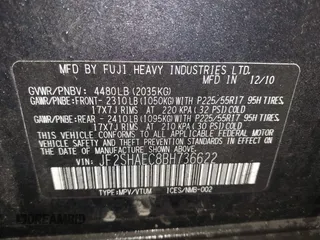 MFD BY FUJI HEAVY INDUSTRIES LTD.
MADE IN 12/10
GVWR/PNBV: 4480LB (2035KG)
GAWR/PNBE: FRONT- 2310LB (1050KG) WITH P225/55R17 95H TIRES,
17X7J RIMS AT 220 KPA ( 32 PSI) COLD
GAWR/PNBE: REAR - 2410LB (1095KG) WITH P225/55R17 95H TIRES,
17X7J RIMS AT 210 KPA ( PSI) COLD
THIS VEHICLE CONFORMS TO ALL APPLICABLE U.S. FEDERAL MOTOR
VEHICLE SAFETY AND THEFT PREVENTION STANDARDS IN
EFFECT ON THE DATE OF MANUFACTURE SHOWN ABOVE.
VIN: JF2SHAEC8BH736622
TYPE: MPV/VTUM ICES/NMB-002